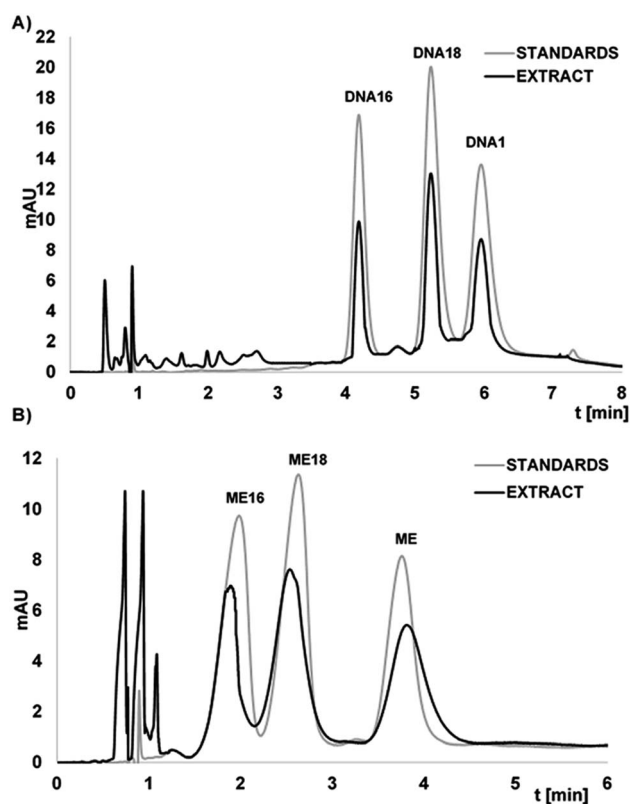 A)
22
20
18
16
14
12
10
8
6
4
2
0
mAU
DNA16
DNA18
DNA1
STANDARDS
EXTRACT
0 1 2 3 4 5 6 7 8
t [min]
B)
12
10
8
6
4
2
0
mAU
ME16
ME18
ME
STANDARDS
EXTRACT
0 1 2 3 4 5 6
t [min]